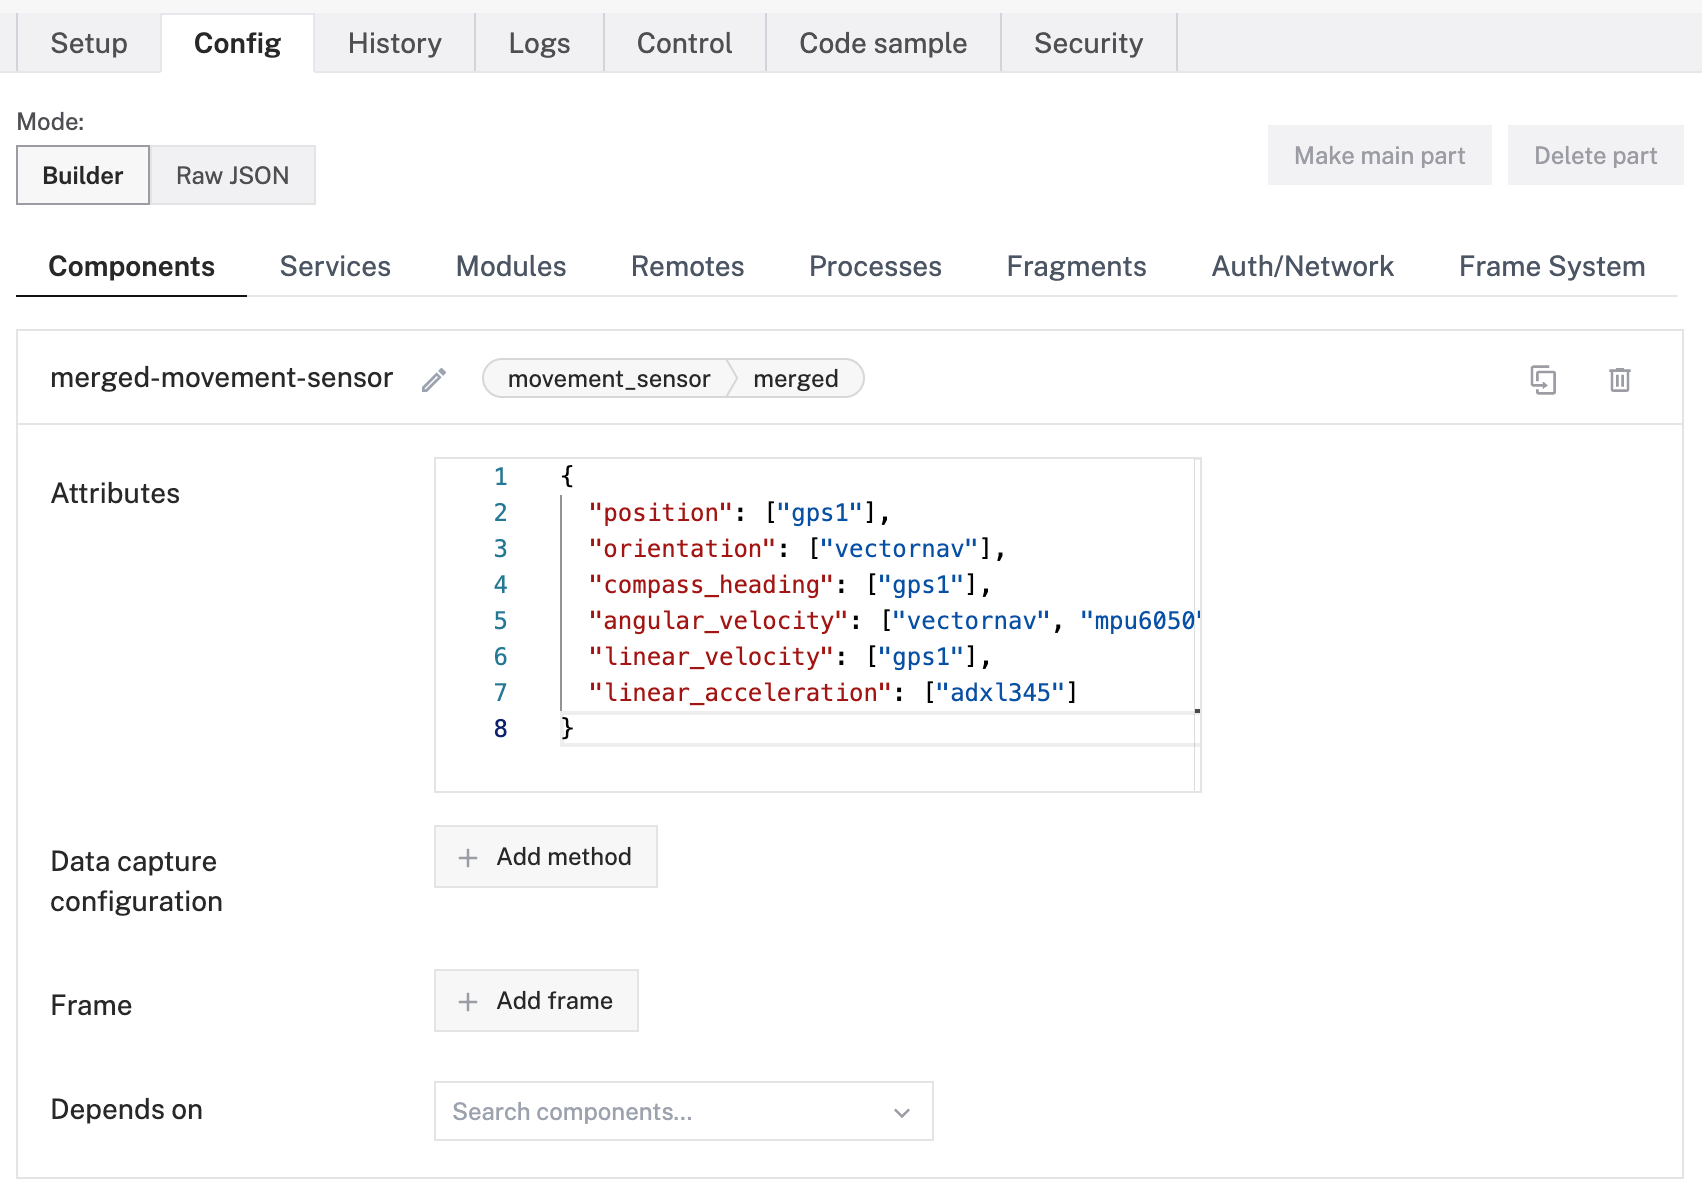 Setup Config History Logs Control Code sample Security
Mode:
Builder Raw JSON
Make main part Delete part
Components Services Modules Remotes Processes Fragments Auth/Network Frame System
merged-movement-sensor movement_sensor merged
Attributes
1 {
2 "position": ["gps1"],
3 "orientation": ["vectornav"],
4 "compass_heading": ["gps1"],
5 "angular_velocity": ["vectornav", "mpu6050"
6 "linear_velocity": ["gps1"],
7 "linear_acceleration": ["adxl345"]
8 }
Data capture
configuration
+ Add method
Frame
+ Add frame
Depends on
Search components...